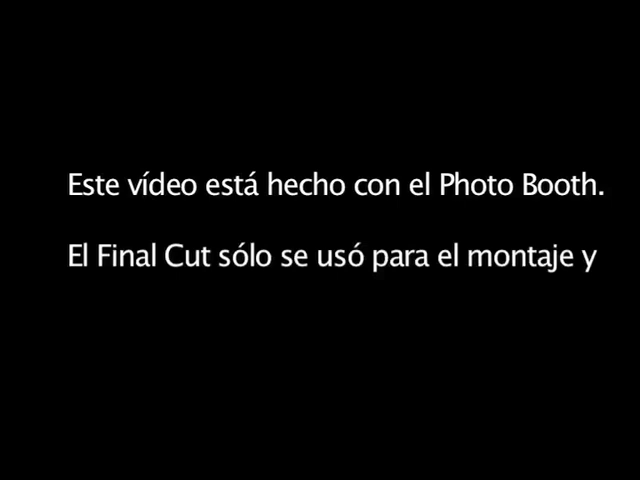 Este vídeo está hecho con el Photo Booth.
El Final Cut sólo se usó para el montaje y